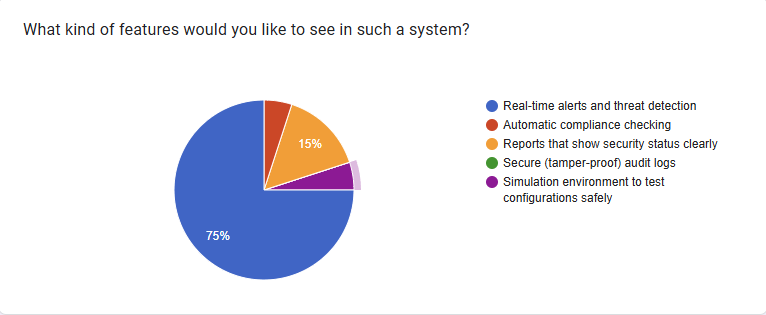 What kind of features would you like to see in such a system?
Real-time alerts and threat detection
Automatic compliance checking
15%
Reports that show security status clearly
Secure (tamper-proof) audit logs
Simulation environment to test
configurations safely
75%